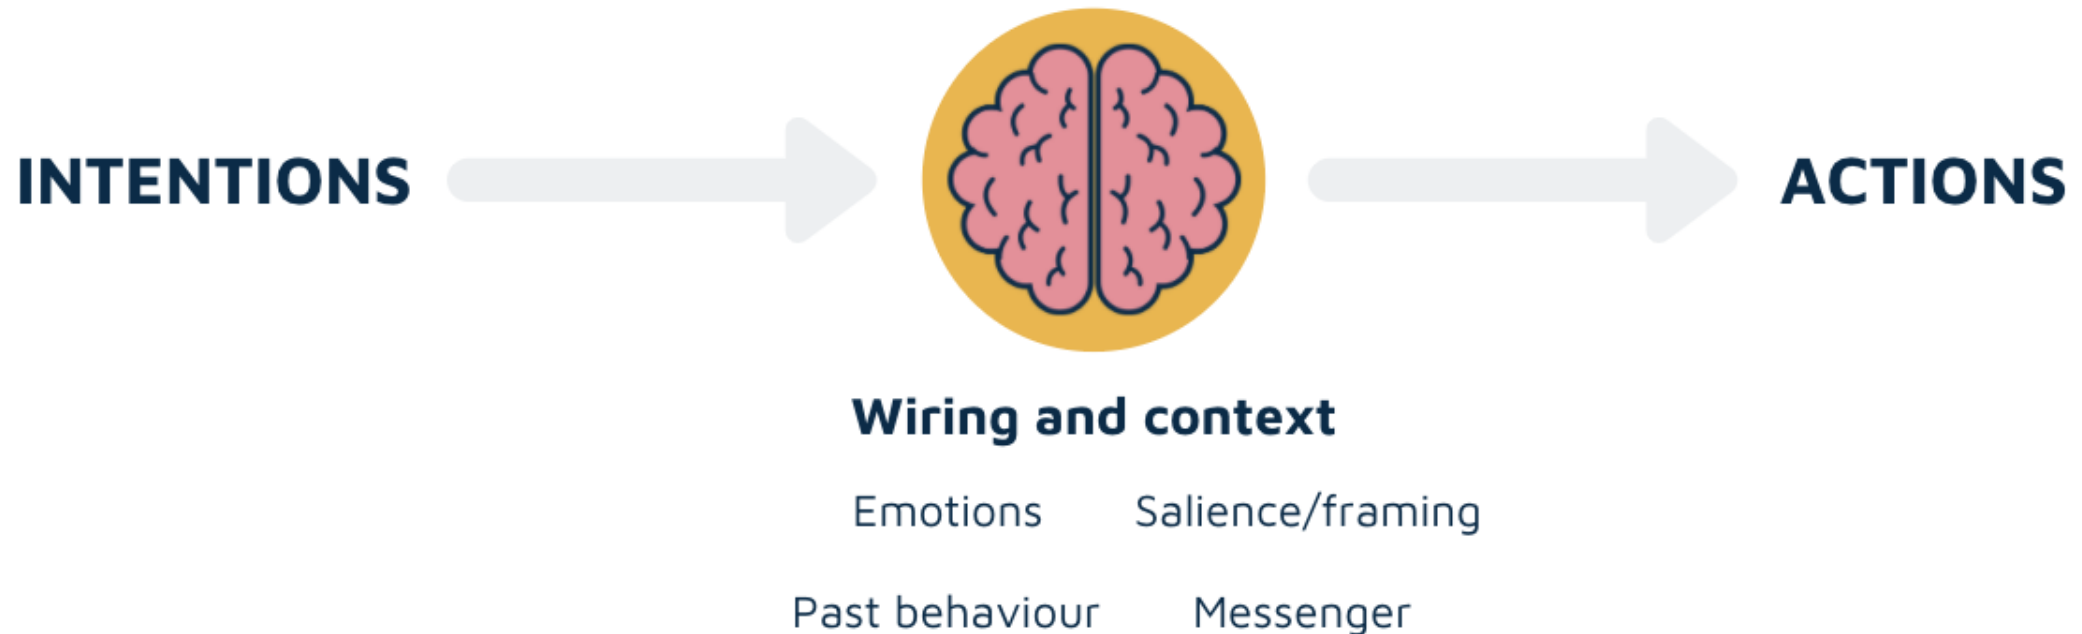 INTENTIONS
ACTIONS
Wiring and context
Emotions Salience/framing
Past behaviour Messenger